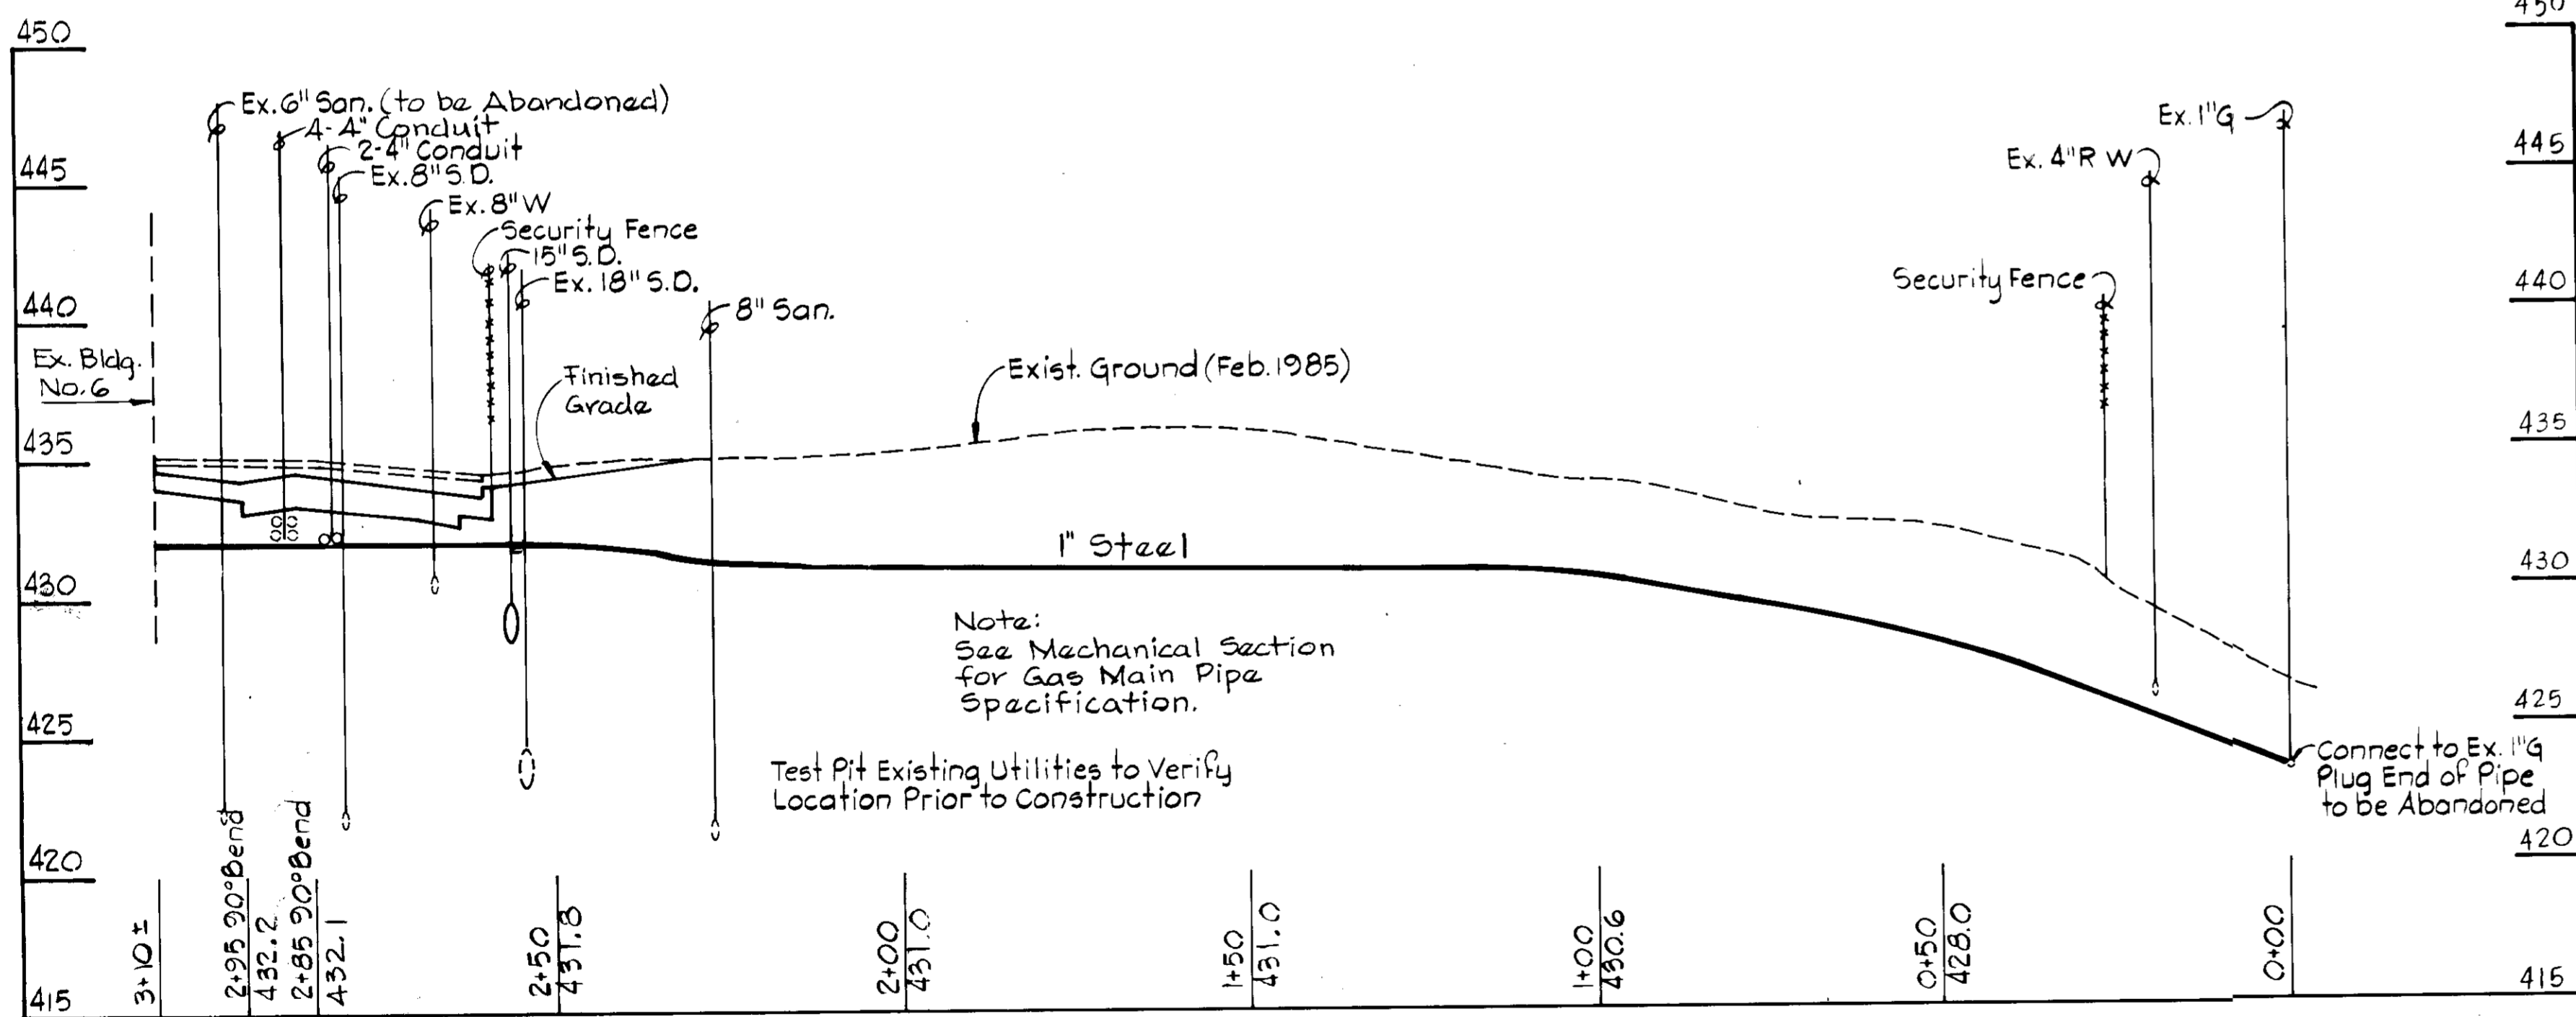 450
450
Ex. 6" San. (to be Abandoned)
4-4" Conduit
2-4" Conduit
Ex. 8" S.D.
Ex. 8" W
Security Fence
15" S.D.
Ex. 18" S.D.
8" San.
Ex. 1"G
Ex. 4" R W
Security Fence
445
445
440
440
Ex. Bldg.
No. 6
Finished
Grade
Exist. Ground (Feb. 1985)
435
435
1" Steel
430
430
Note:
See Mechanical Section
for Gas Main Pipe
Specification.
425
425
Test Pit Existing Utilities to Verify
Location Prior to Construction
Connect to Ex. 1"G
Plug End of Pipe
to be Abandoned
420
420
415
3+10±
2+95 90° Bend
432.2
2+85 90° Bend
432.1
2+50
431.8
2+00
431.0
1+50
431.0
1+00
430.6
0+50
428.0
0+00
415